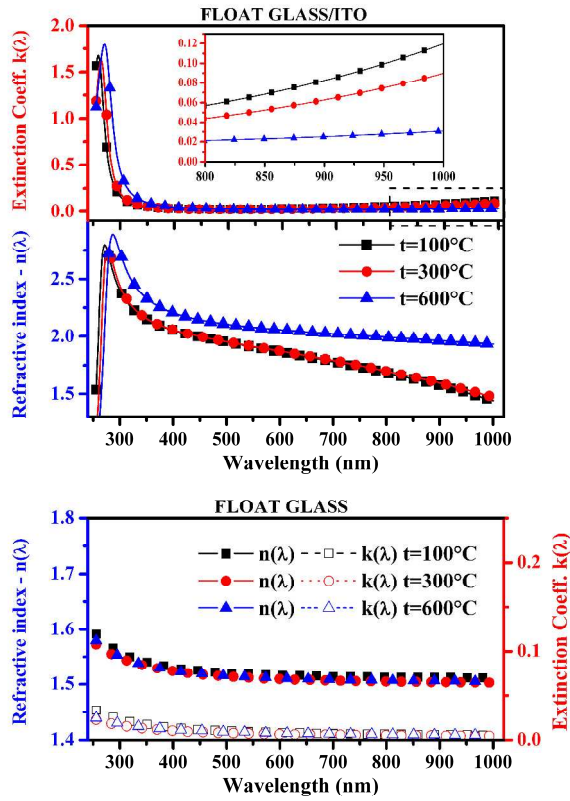 FLOAT GLASS/ITO
Extinction Coeff. k(λ)
2.0
1.5
1.0
0.5
0.0
0.12
0.10
0.08
0.06
0.04
0.02
0.00
800 850 900 950 1000
Refractive index - n(λ)
2.5
2.0
1.5
t=100°C
t=300°C
t=600°C
300 400 500 600 700 800 900 1000
Wavelength (nm)
FLOAT GLASS
Refractive index - n(λ)
1.8
1.7
1.6
1.5
1.4
n(λ) k(λ) t=100°C
n(λ) k(λ) t=300°C
n(λ) k(λ) t=600°C
0.2
0.1
0.0
Extinction Coeff. k(λ)
300 400 500 600 700 800 900 1000
Wavelength (nm)